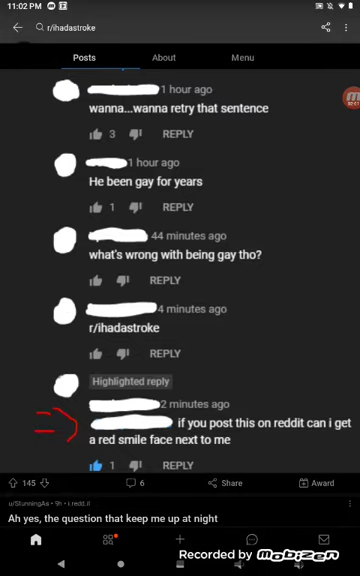 11:02 PM
r/ihadastroke
Posts About Menu
1 hour ago
wanna...wanna retry that sentence
3 REPLY
1 hour ago
He been gay for years
1 REPLY
44 minutes ago
what's wrong with being gay tho?
REPLY
4 minutes ago
r/ihadastroke
REPLY
Highlighted reply
2 minutes ago
if you post this on reddit can i get
a red smile face next to me
1 REPLY
145 6 Share Award
u/StunningAs • 9h • i.redd.it
Ah yes, the question that keep me up at night
Recorded by mobizen